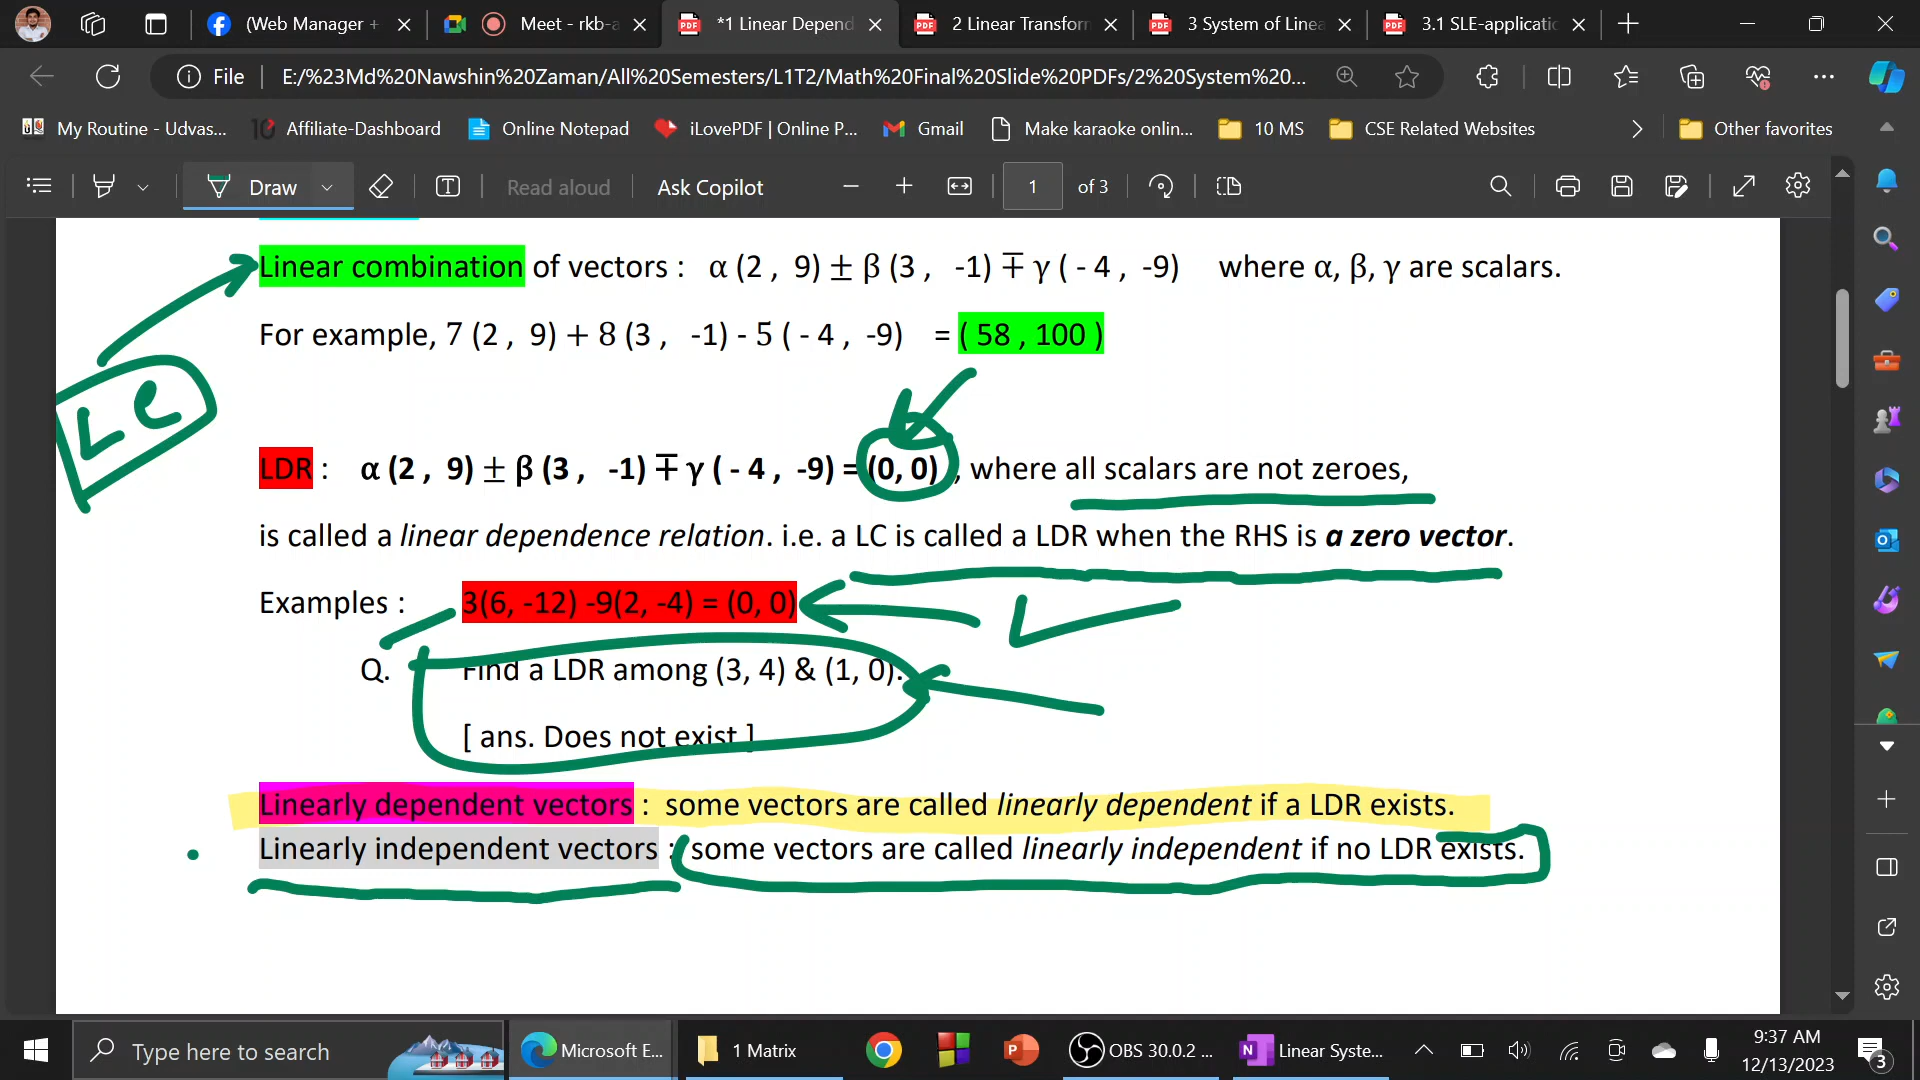 (Web Manager +
Meet - rkb-a
*1 Linear Depend
2 Linear Transforn
3 System of Linea
3.1 SLE-applicatio
File
E:/%23Md%20Nawshin%20Zaman/All%20Semesters/L1T2/Math%20Final%20Slide%20PDFs/2%20System%20...
My Routine - Udvas...
Affiliate-Dashboard
Online Notepad
iLovePDF | Online P...
Gmail
Make karaoke onlin...
10 MS
CSE Related Websites
Other favorites
Draw
Read aloud
Ask Copilot
1 of 3
Linear combination of vectors : α (2 , 9) ± β (3 , -1) ∓ γ ( - 4 , -9) where α, β, γ are scalars.
For example, 7 (2 , 9) + 8 (3 , -1) - 5 ( - 4 , -9) = ( 58 , 100 )
LC
LDR : α (2 , 9) ± β (3 , -1) ∓ γ ( - 4 , -9) = (0, 0) , where all scalars are not zeroes,
is called a linear dependence relation. i.e. a LC is called a LDR when the RHS is a zero vector.
Examples : 3(6, -12) -9(2, -4) = (0, 0)
Q. Find a LDR among (3, 4) & (1, 0).
[ ans. Does not exist ]
Linearly dependent vectors : some vectors are called linearly dependent if a LDR exists.
Linearly independent vectors : some vectors are called linearly independent if no LDR exists.
Type here to search
Microsoft E...
1 Matrix
OBS 30.0.2 ...
Linear Syste...
9:37 AM
12/13/2023
3